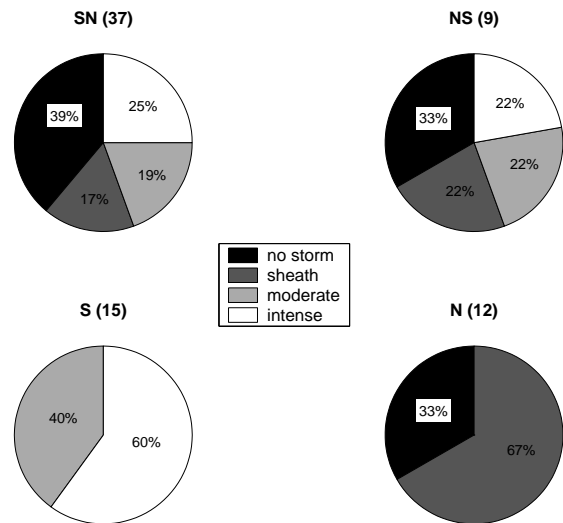 SN (37)
39%
25%
17%
19%
NS (9)
33%
22%
22%
22%
no storm
sheath
moderate
intense
S (15)
40%
60%
N (12)
33%
67%